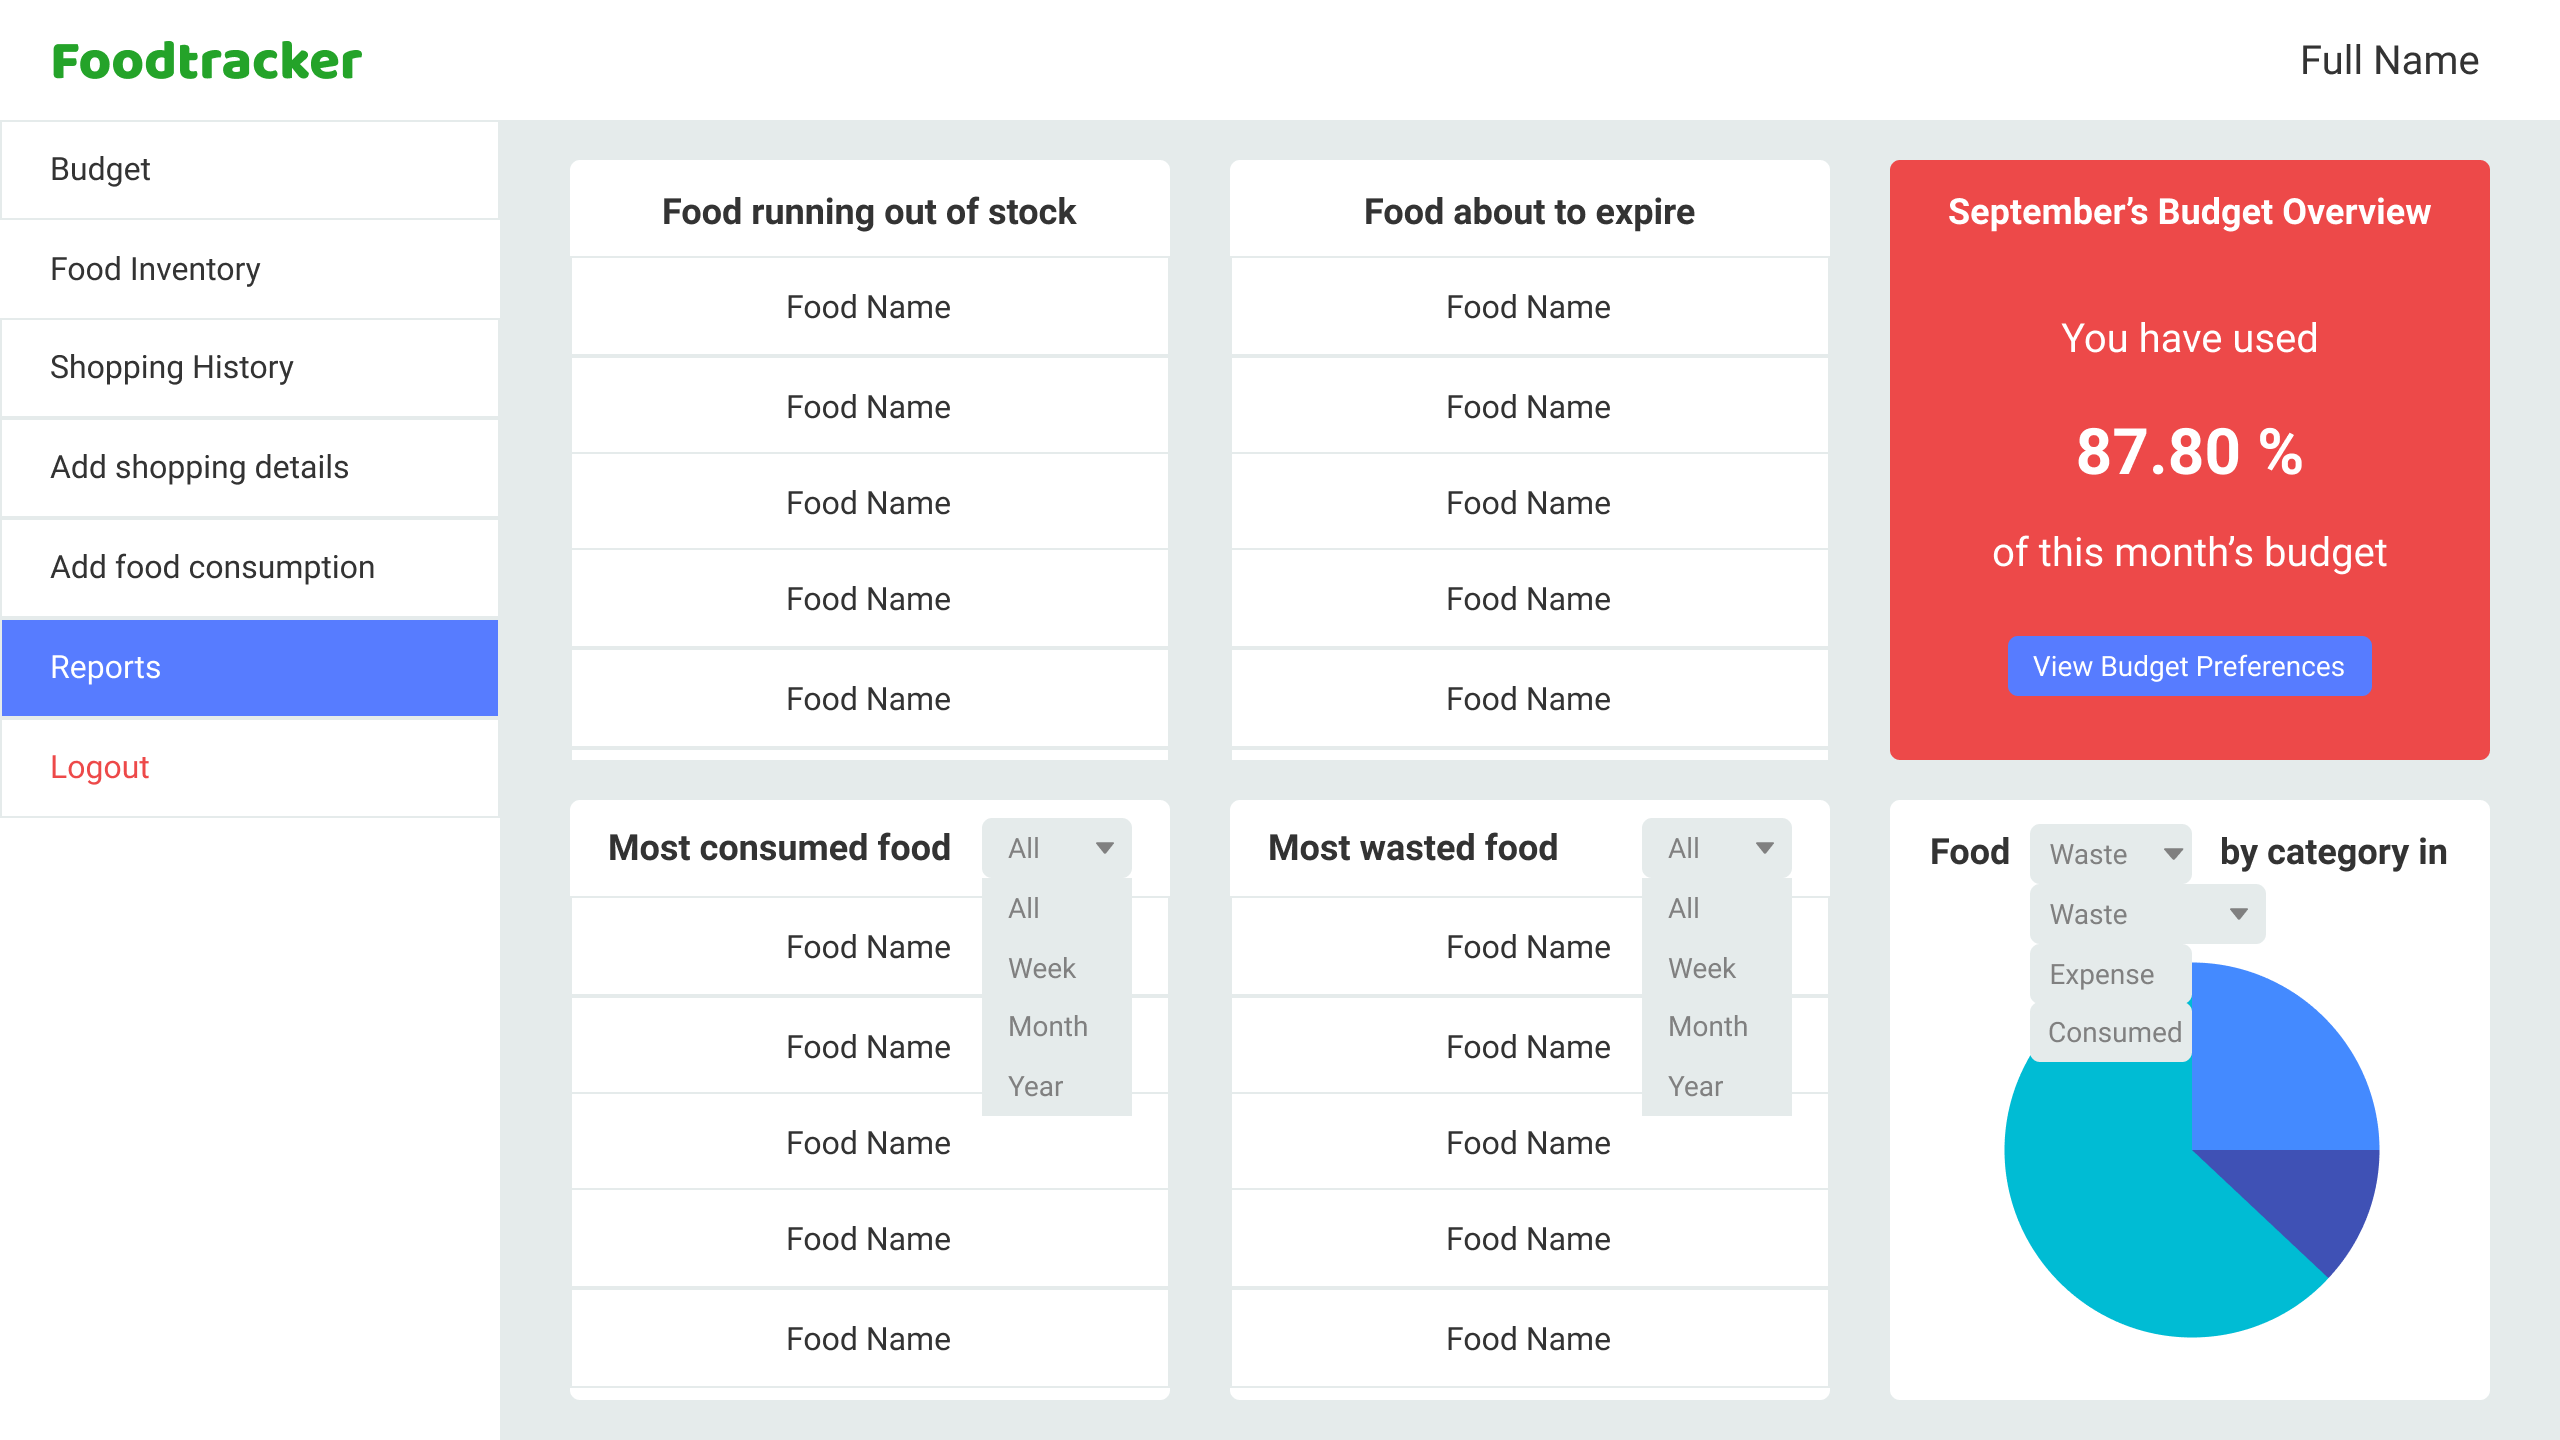 Foodtracker
Full Name
Budget
Food Inventory
Shopping History
Add shopping details
Add food consumption
Reports
Logout
Food running out of stock
Food Name
Food Name
Food Name
Food Name
Food Name
Food about to expire
Food Name
Food Name
Food Name
Food Name
Food Name
September’s Budget Overview
You have used
87.80 %
of this month’s budget
View Budget Preferences
Most consumed food
All
All
Week
Month
Year
Food Name
Food Name
Food Name
Food Name
Food Name
Most wasted food
All
All
Week
Month
Year
Food Name
Food Name
Food Name
Food Name
Food Name
Food Waste by category in
Waste
Expense
Consumed